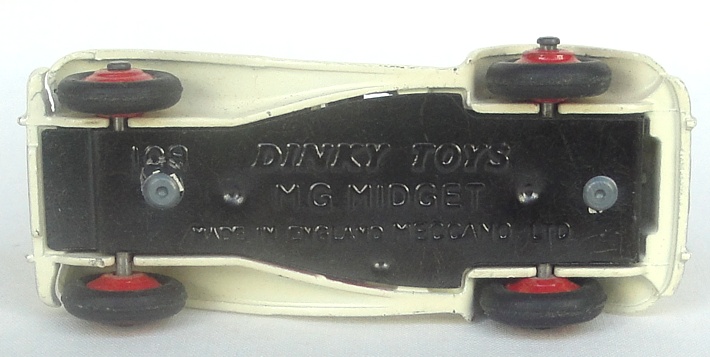 108
DINKY TOYS
M.G. MIDGET
MADE IN ENGLAND MECCANO LTD